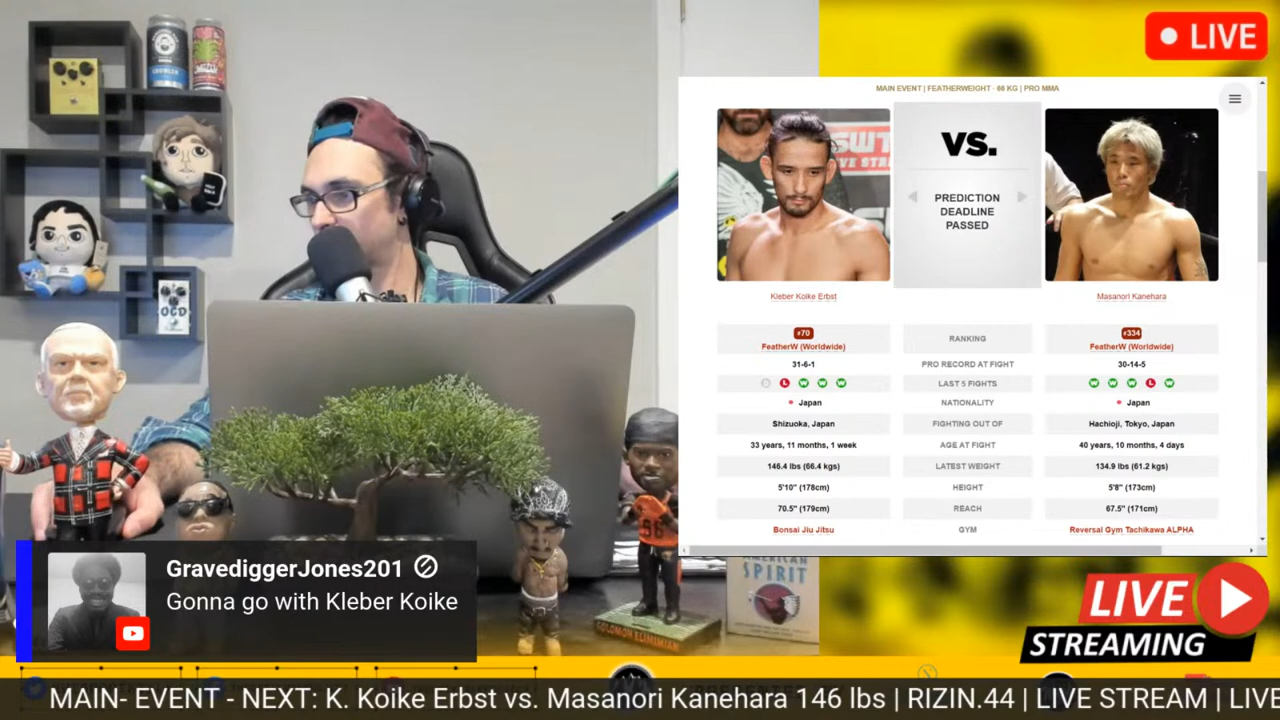 LIVE
MAIN EVENT | FEATHERWEIGHT · 66 KG | PRO MMA
VS.
PREDICTION
DEADLINE
PASSED
Kleber Koike Erbst
Masanori Kanehara
#70
RANKING
#334
FeatherW (Worldwide)
FeatherW (Worldwide)
31-6-1
PRO RECORD AT FIGHT
30-14-5
D L W W W
LAST 5 FIGHTS
W W W L W
Japan
NATIONALITY
Japan
Shizuoka, Japan
FIGHTING OUT OF
Hachioji, Tokyo, Japan
33 years, 11 months, 1 week
AGE AT FIGHT
40 years, 10 months, 4 days
146.4 lbs (66.4 kgs)
LATEST WEIGHT
134.9 lbs (61.2 kgs)
5'10" (178cm)
HEIGHT
5'8" (173cm)
70.5" (179cm)
REACH
67.5" (171cm)
Bonsai Jiu Jitsu
GYM
Reversal Gym Tachikawa ALPHA
OCD
GravediggerJones201
Gonna go with Kleber Koike
SPIRIT
SOLOMON ELIMIMIAN
LIVE
STREAMING
MAIN- EVENT - NEXT: K. Koike Erbst vs. Masanori Kanehara 146 lbs | RIZIN.44 | LIVE STREAM | LIVE